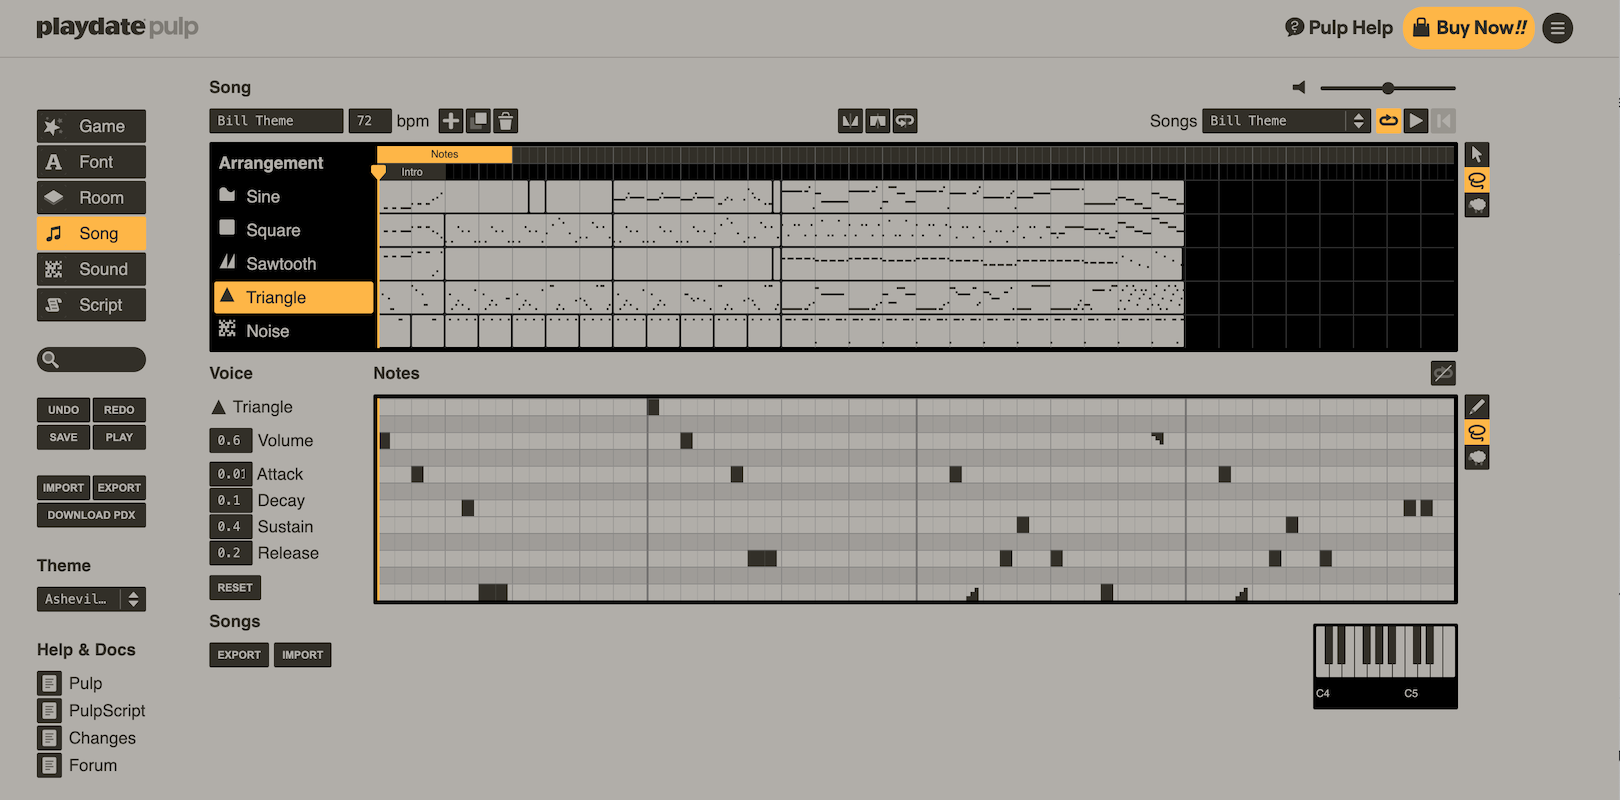 playdate pulp
Pulp Help
Buy Now!!
Game
Font
Room
Song
Sound
Script
UNDO
REDO
SAVE
PLAY
IMPORT
EXPORT
DOWNLOAD PDX
Theme
Ashevil…
Help & Docs
Pulp
PulpScript
Changes
Forum
Song
Bill Theme
72
bpm
Songs
Bill Theme
Arrangement
Notes
Intro
Sine
Square
Sawtooth
Triangle
Noise
Voice
Notes
Triangle
0.6 Volume
0.01 Attack
0.1 Decay
0.4 Sustain
0.2 Release
RESET
Songs
EXPORT
IMPORT
C4
C5